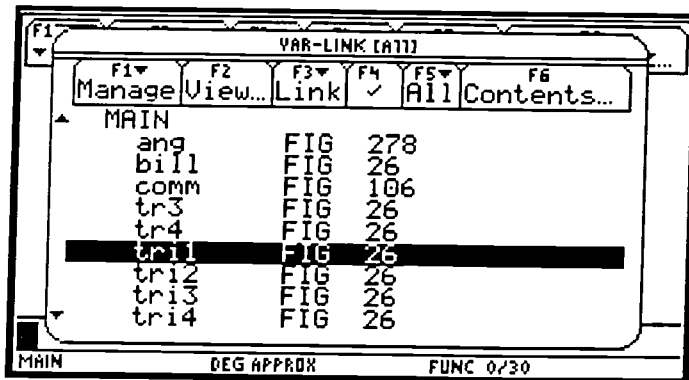 F1
VAR-LINK [All]
F1▼ F2 F3▼ F4 F5▼ F6
Manage View... Link ✓ All Contents...
MAIN
ang FIG 278
bill FIG 26
comm FIG 106
tr3 FIG 26
tr4 FIG 26
tri1 FIG 26
tri2 FIG 26
tri3 FIG 26
tri4 FIG 26
MAIN DEG APPROX FUNC 0/30